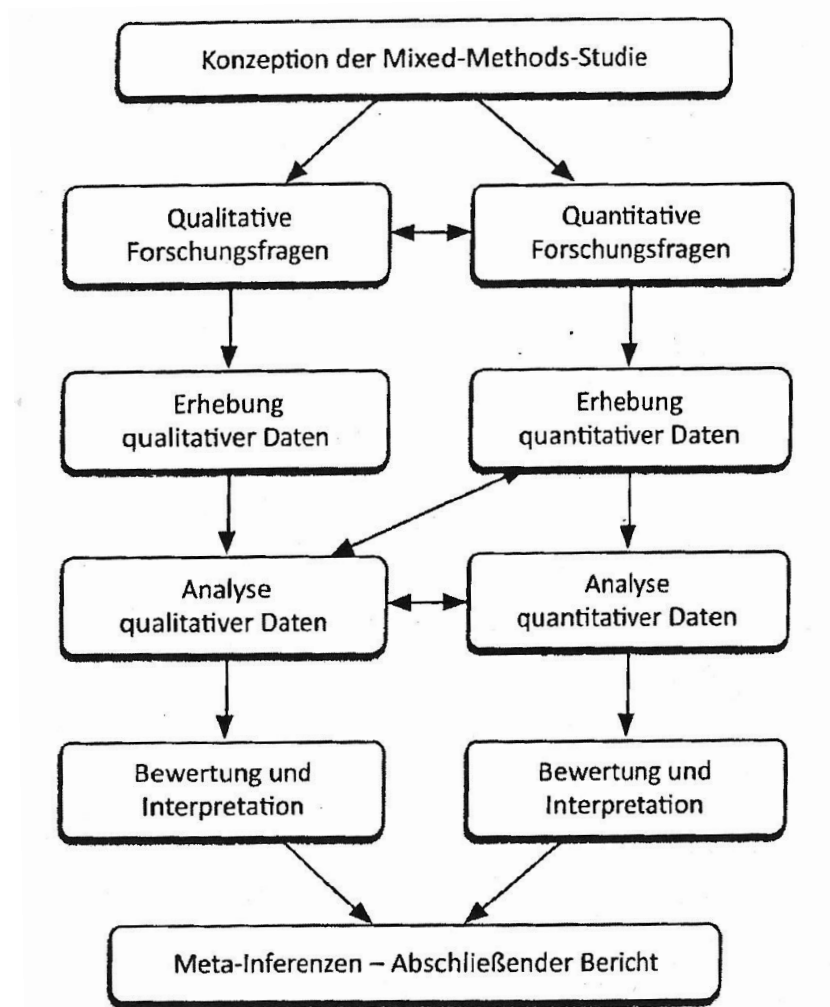 Konzeption der Mixed-Methods-Studie
Qualitative
Forschungsfragen
Quantitative
Forschungsfragen
Erhebung
qualitativer Daten
Erhebung
quantitativer Daten
Analyse
qualitativer Daten
Analyse
quantitativer Daten
Bewertung und
Interpretation
Bewertung und
Interpretation
Meta-Inferenzen – Abschließender Bericht